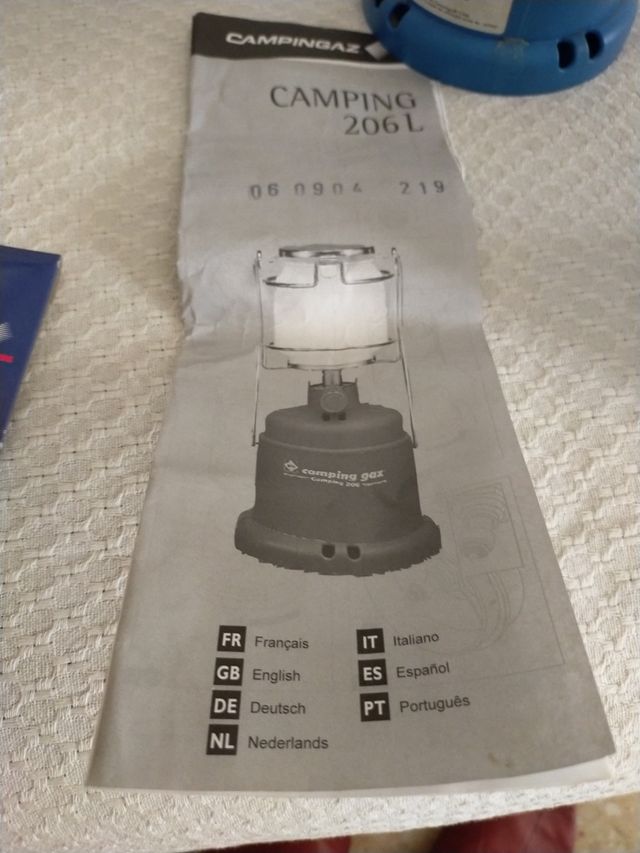 CAMPINGAZ
CAMPING
206 L
06 0904 219
camping gaz
Camping 206
FR Français
GB English
DE Deutsch
NL Nederlands
IT Italiano
ES Español
PT Português